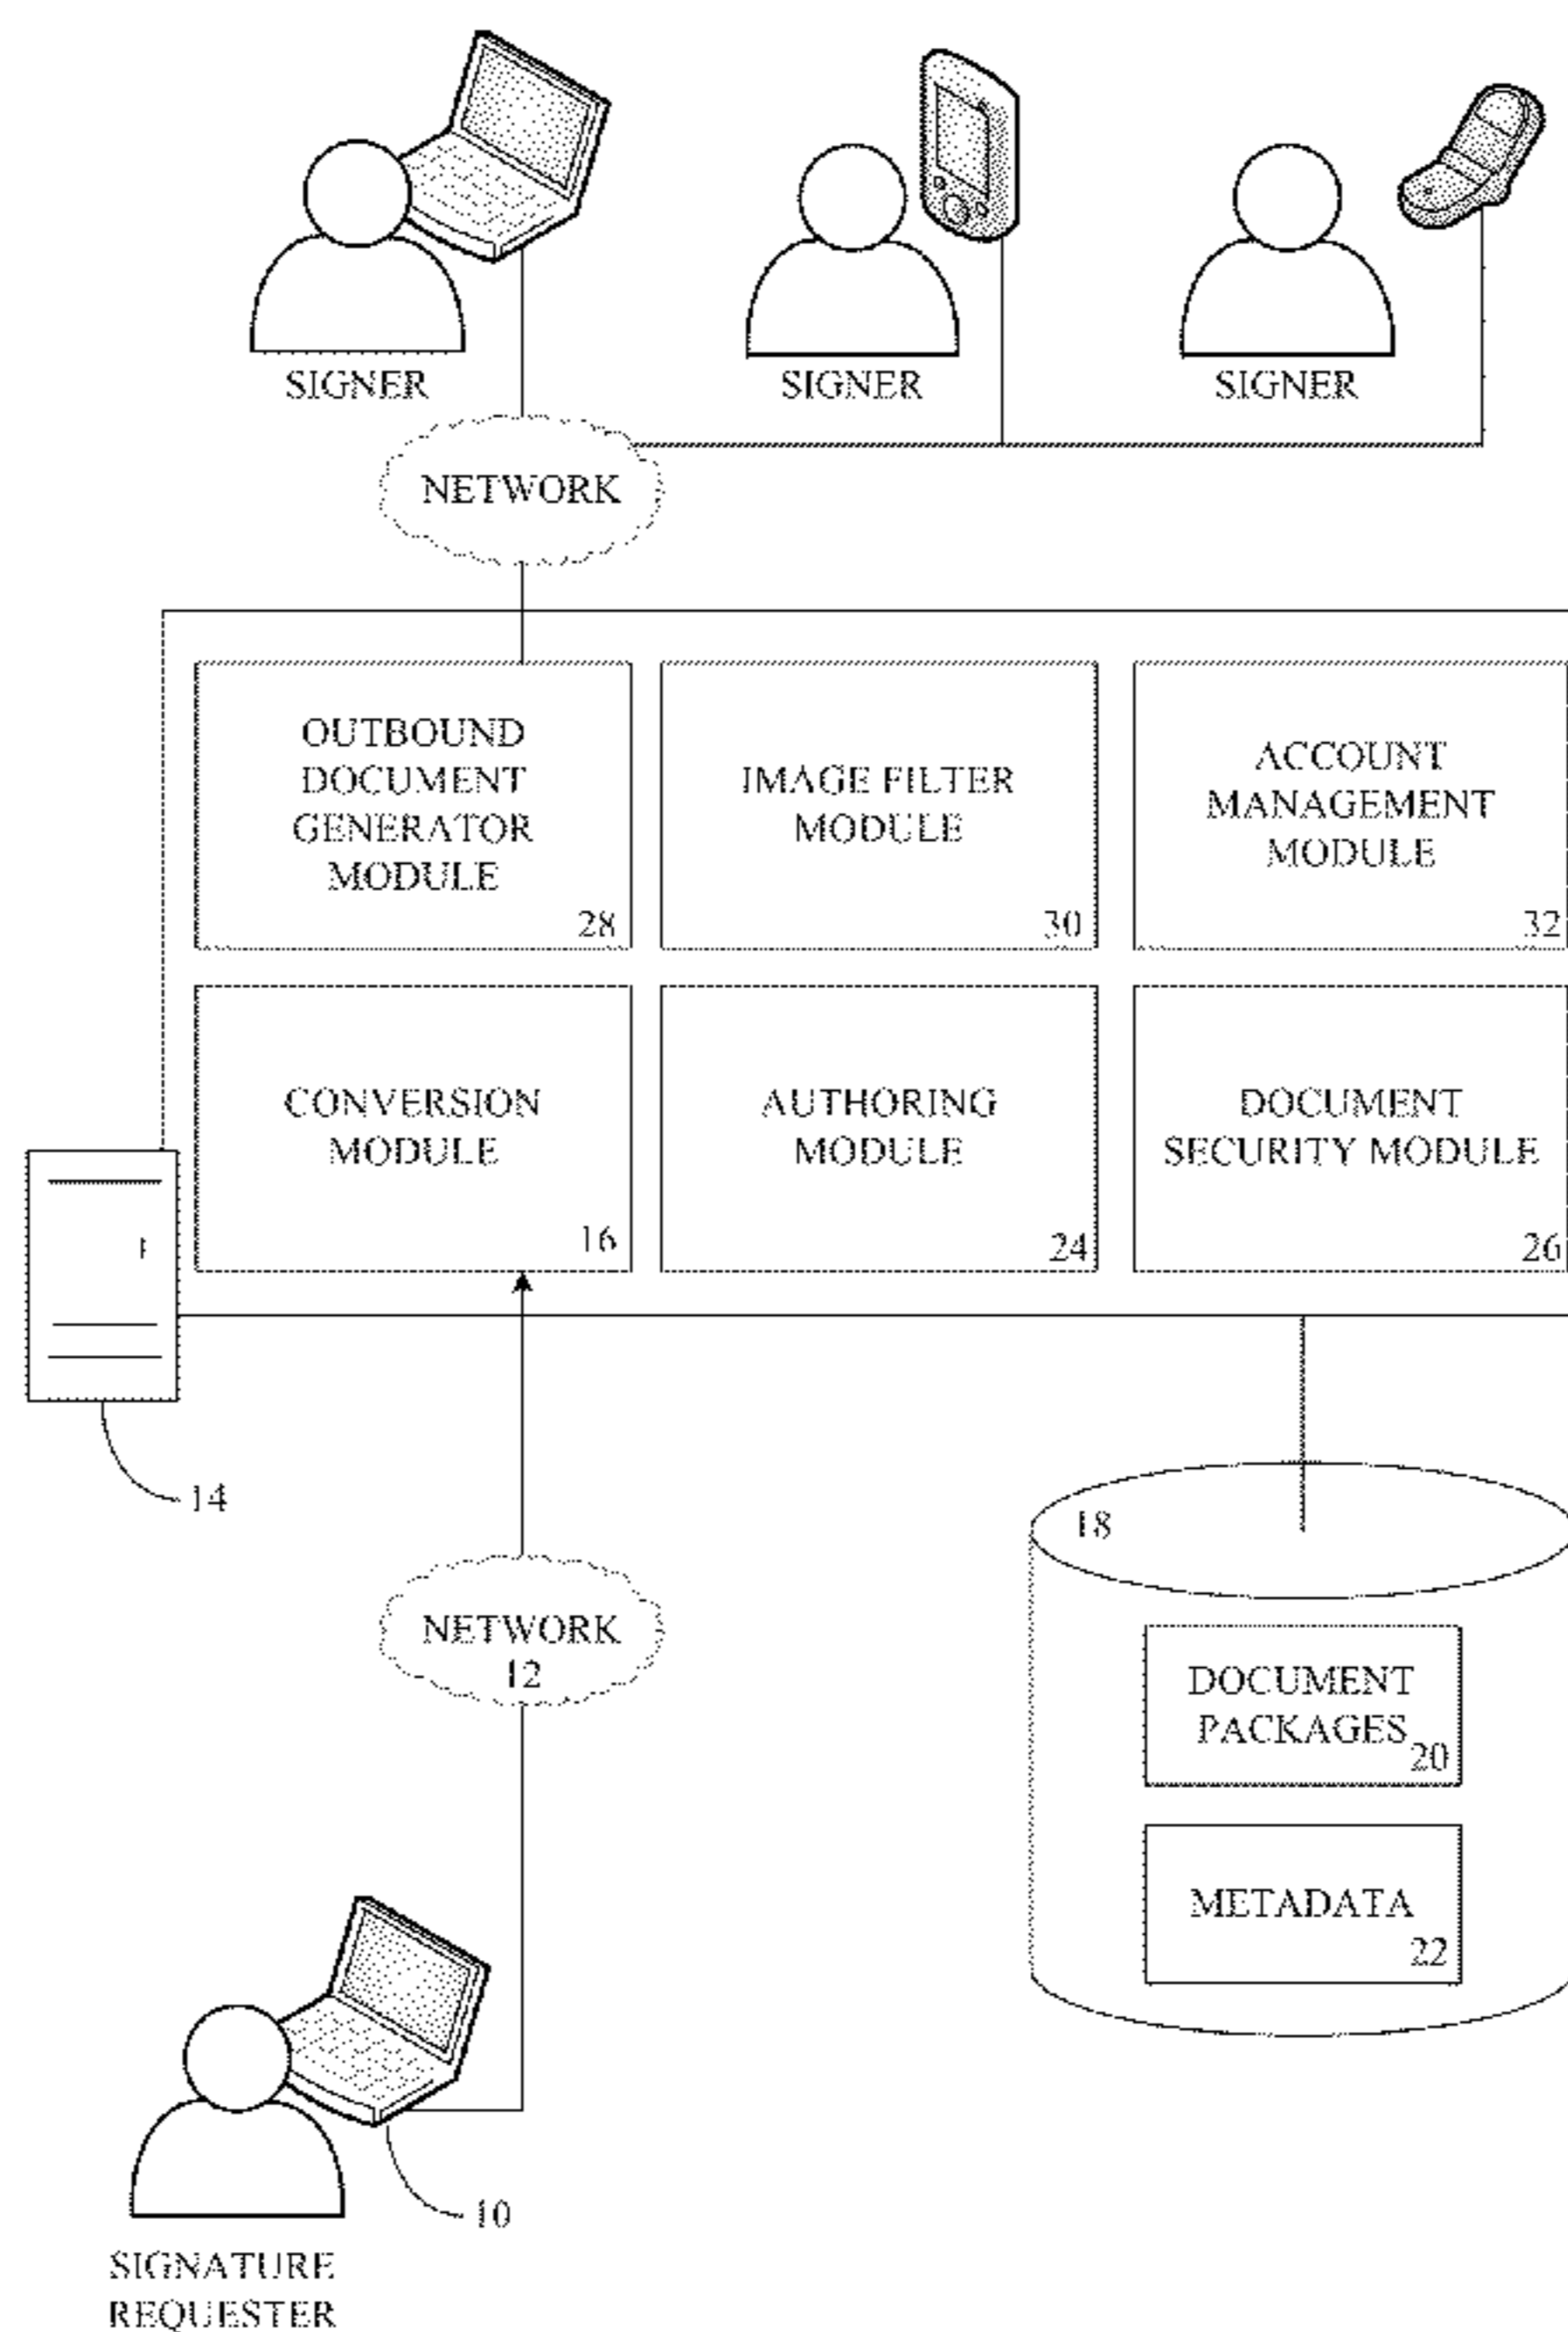 SIGNER
SIGNER
SIGNER
NETWORK
OUTBOUND
DOCUMENT
GENERATOR
MODULE
28
IMAGE FILTER
MODULE
30
ACCOUNT
MANAGEMENT
MODULE
32
CONVERSION
MODULE
16
AUTHORING
MODULE
24
DOCUMENT
SECURITY MODULE
26
14
18
NETWORK
12
DOCUMENT
PACKAGES
20
METADATA
22
10
SIGNATURE
REQUESTER